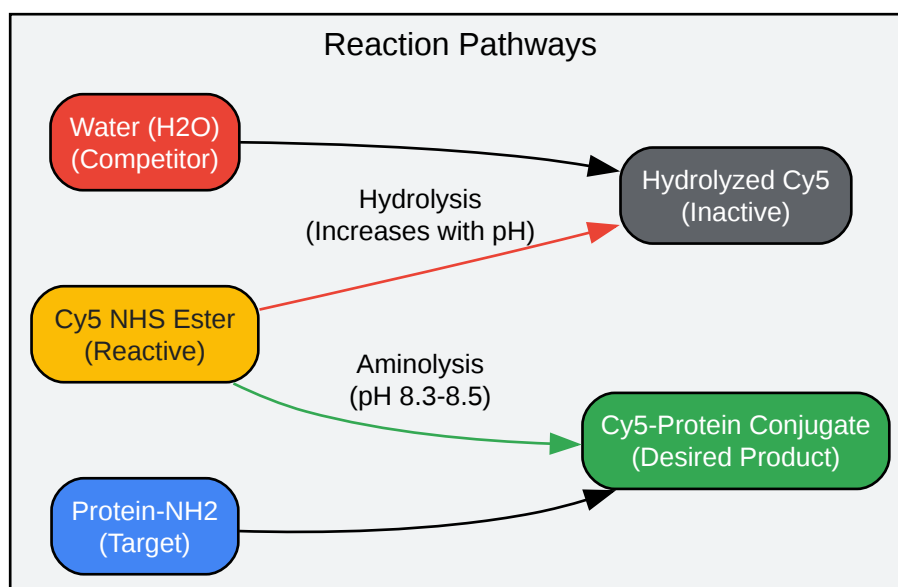 Reaction Pathways
Water (H2O)
(Competitor)
Hydrolyzed Cy5
(Inactive)
Hydrolysis
(Increases with pH)
Cy5 NHS Ester
(Reactive)
Aminolysis
(pH 8.3-8.5)
Cy5-Protein Conjugate
(Desired Product)
Protein-NH2
(Target)